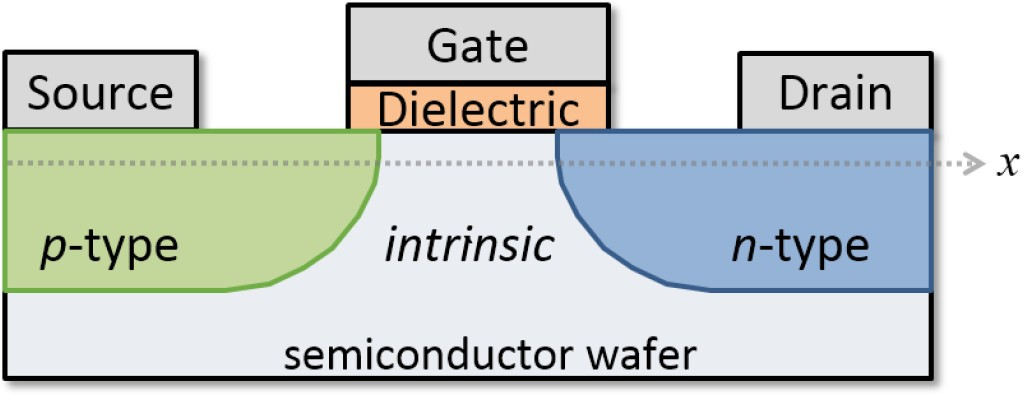 Gate
Source
Dielectric
Drain
x
p-type
intrinsic
n-type
semiconductor wafer